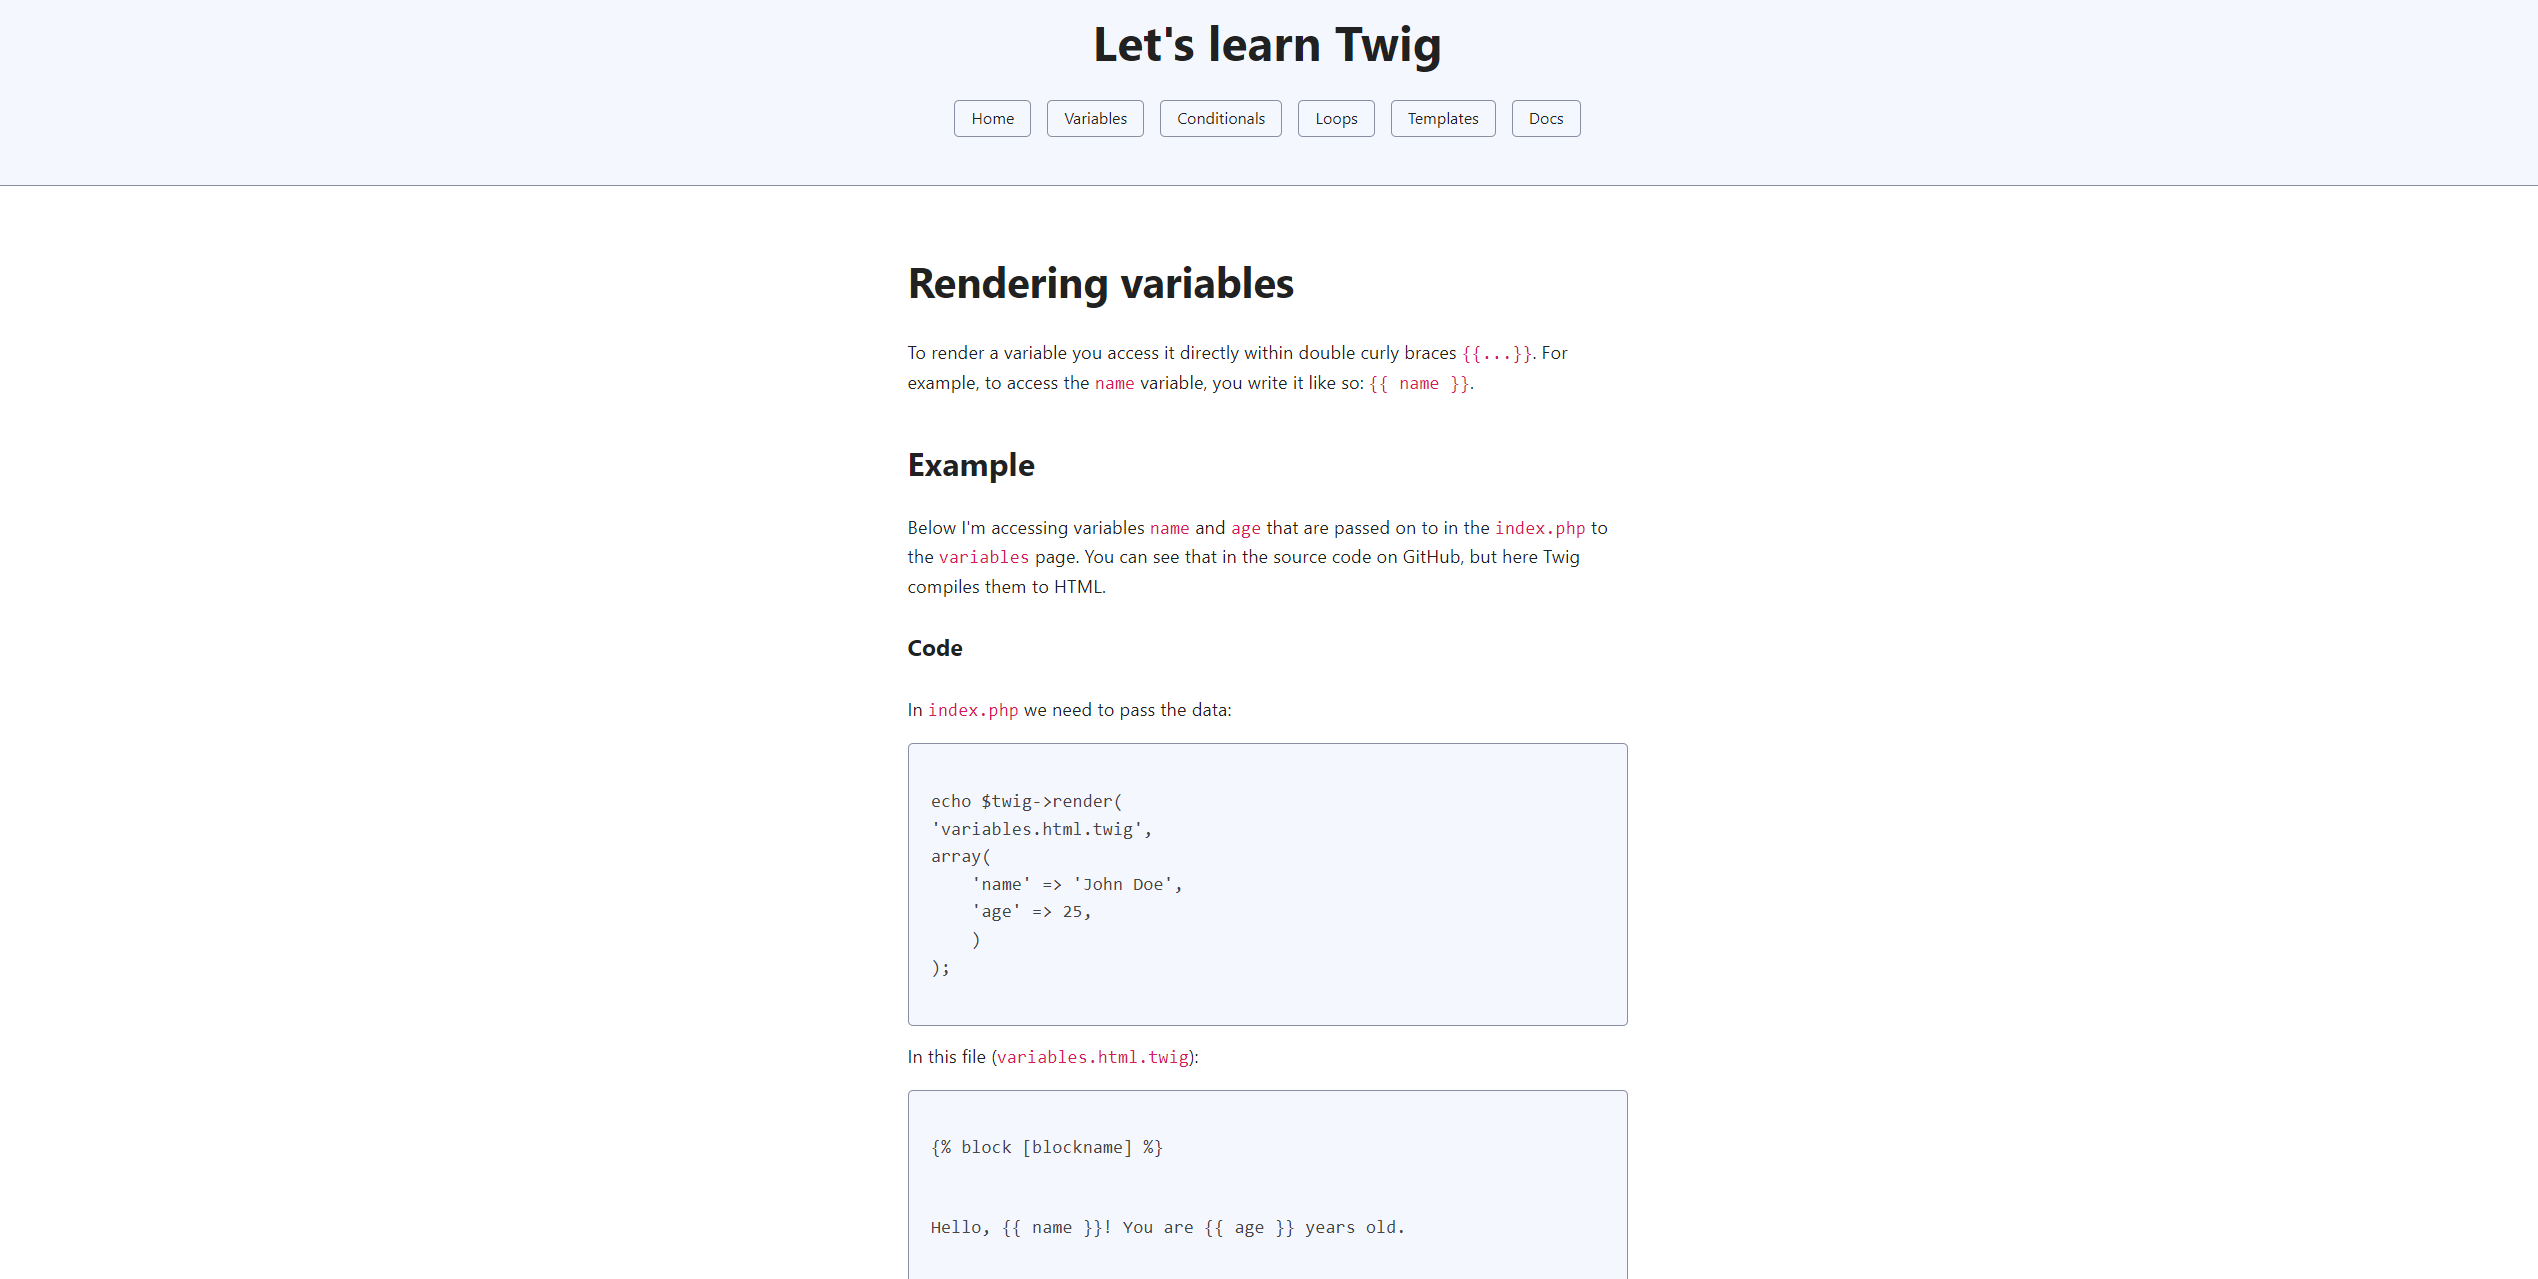 Let's learn Twig
Home Variables Conditionals Loops Templates Docs
Rendering variables
To render a variable you access it directly within double curly braces {{...}}. For
example, to access the name variable, you write it like so: {{ name }}.
Example
Below I'm accessing variables name and age that are passed on to in the index.php to
the variables page. You can see that in the source code on GitHub, but here Twig
compiles them to HTML.
Code
In index.php we need to pass the data:
echo $twig->render(
'variables.html.twig',
array(
    'name' => 'John Doe',
    'age' => 25,
    )
);
In this file (variables.html.twig):
{% block [blockname] %}
Hello, {{ name }}! You are {{ age }} years old.